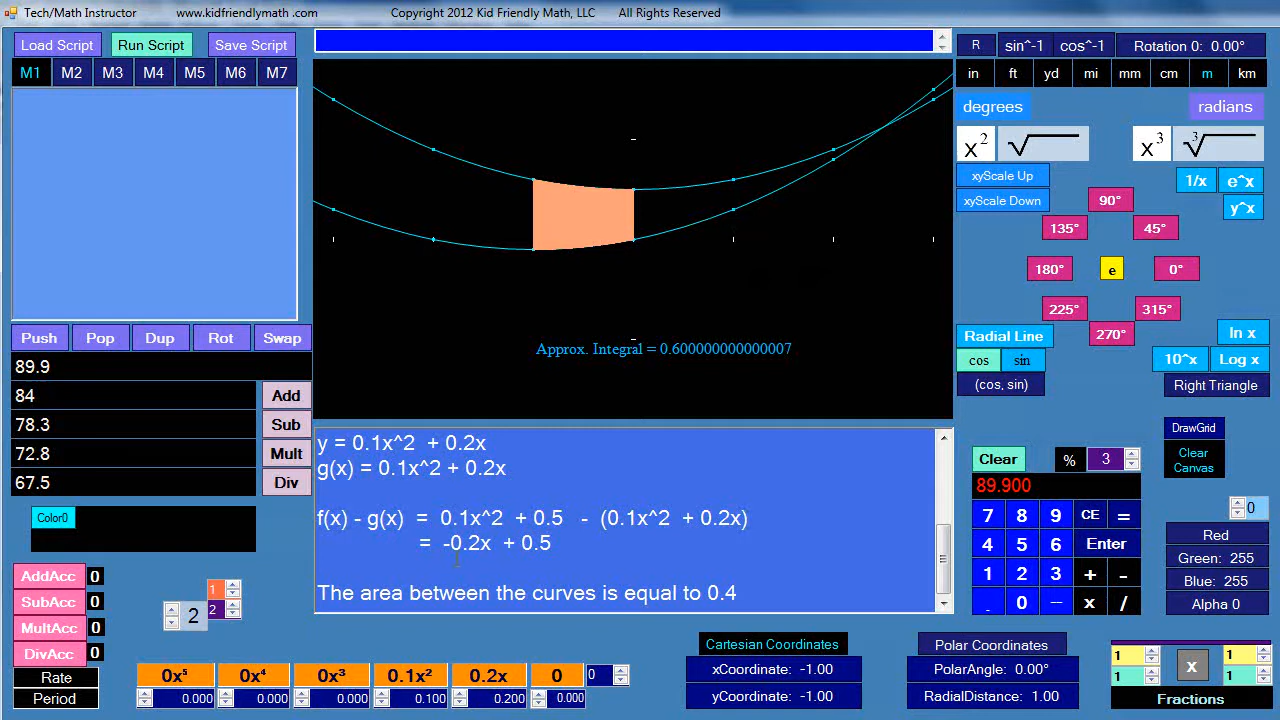 Tech/Math Instructor www.kidfriendlymath .com Copyright 2012 Kid Friendly Math, LLC All Rights Reserved
Load Script Run Script Save Script
M1 M2 M3 M4 M5 M6 M7
R sin^-1 cos^-1 Rotation 0: 0.00°
in ft yd mi mm cm m km
degrees radians
x2 √ x3 3√
xyScale Up 1/x e^x
xyScale Down y^x
90°
135° 45°
180° e 0°
225° 315°
270°
Radial Line ln x
cos sin 10^x Log x
(cos, sin) Right Triangle
Approx. Integral = 0.600000000000007
Push Pop Dup Rot Swap
89.9
84 Add
78.3 Sub
72.8 Mult
67.5 Div
Color0
y = 0.1x^2 + 0.2x
g(x) = 0.1x^2 + 0.2x
f(x) - g(x) = 0.1x^2 + 0.5 - (0.1x^2 + 0.2x)
= -0.2x + 0.5
The area between the curves is equal to 0.4
DrawGrid
Clear Canvas
Clear % 3
89.900
7 8 9 CE =
4 5 6 Enter
1 2 3 + -
. 0 – x /
0
Red
Green: 255
Blue: 255
Alpha 0
AddAcc 0
SubAcc 0
MultAcc 0
DivAcc 0
Rate
Period
1
2 2
0x⁵ 0x⁴ 0x³ 0.1x² 0.2x 0 0
0.000 0.000 0.000 0.100 0.200 0.000
Cartesian Coordinates
xCoordinate: -1.00
yCoordinate: -1.00
Polar Coordinates
PolarAngle: 0.00°
RadialDistance: 1.00
1 x 1
1 1
Fractions